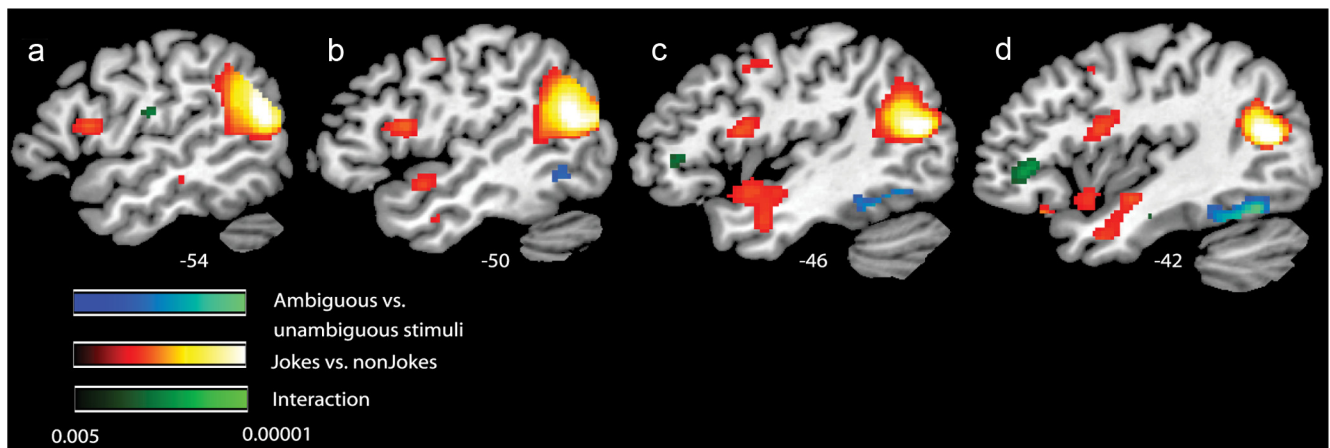 a
b
c
d
-54
-50
-46
-42
Ambiguous vs.
unambiguous stimuli
Jokes vs. nonJokes
Interaction
0.005
0.00001